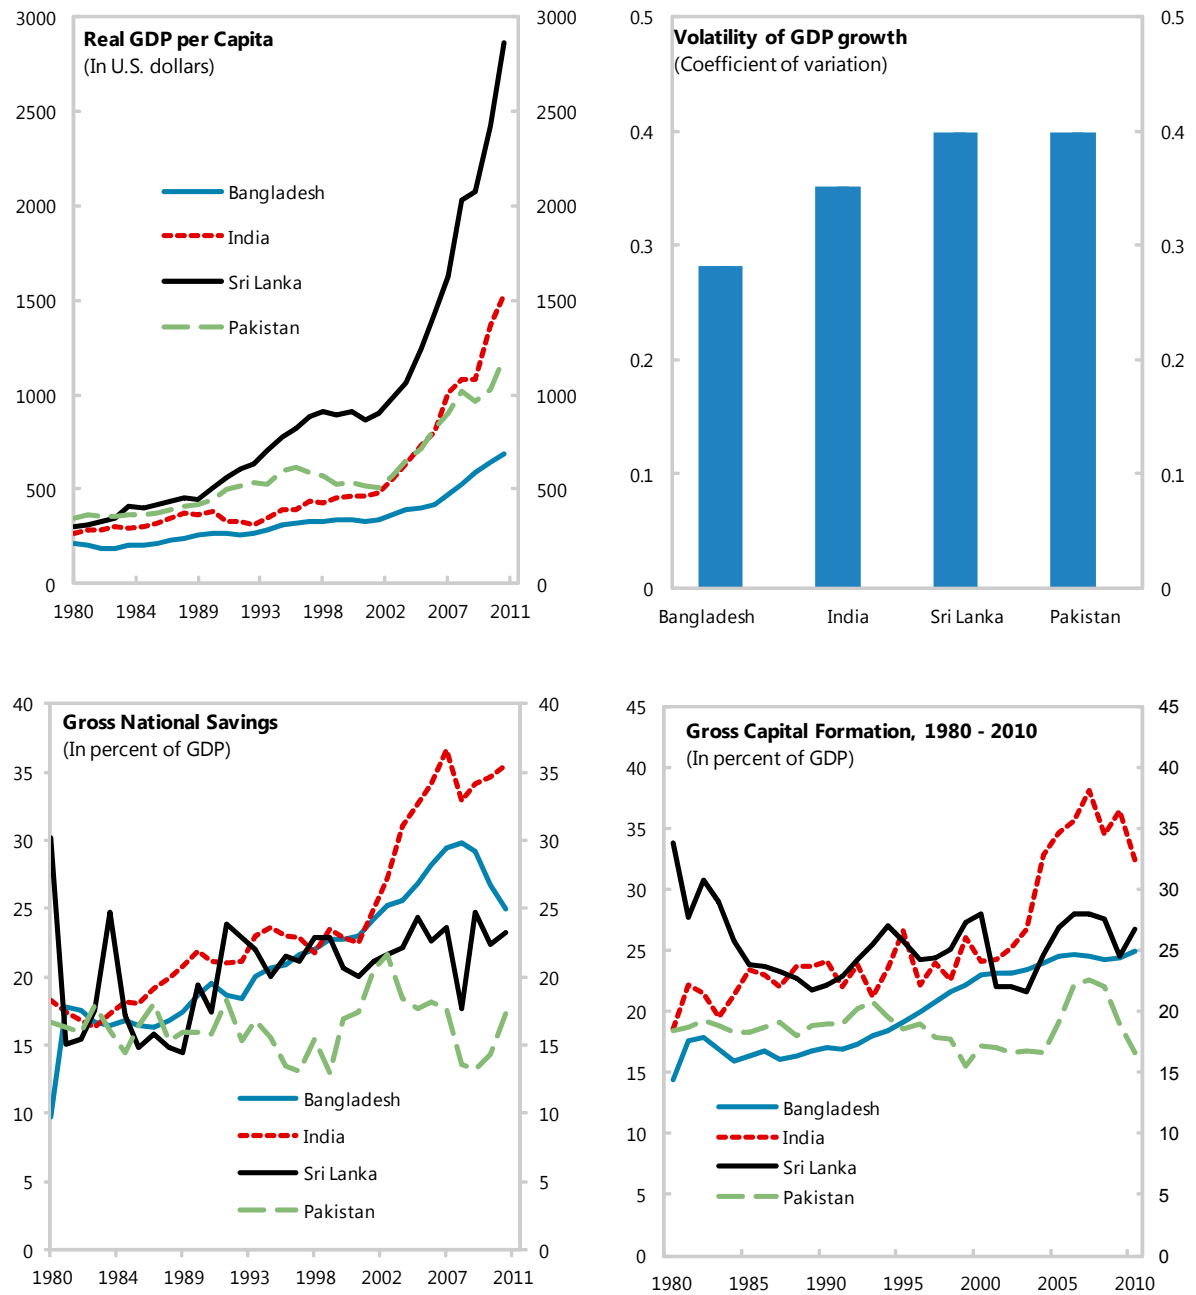 Real GDP per Capita
(In U.S. dollars)
3000
2500
2000
1500
1000
500
0
3000
2500
2000
1500
1000
500
0
Bangladesh
India
Sri Lanka
Pakistan
1980 1984 1989 1993 1998 2002 2007 2011
Volatility of GDP growth
(Coefficient of variation)
0.5
0.4
0.3
0.2
0.1
0
0.5
0.4
0.3
0.2
0.1
0
Bangladesh India Sri Lanka Pakistan
Gross National Savings
(In percent of GDP)
40
35
30
25
20
15
10
5
0
40
35
30
25
20
15
10
5
0
Bangladesh
India
Sri Lanka
Pakistan
1980 1984 1989 1993 1998 2002 2007 2011
Gross Capital Formation, 1980 - 2010
(In percent of GDP)
45
40
35
30
25
20
15
10
5
0
45
40
35
30
25
20
15
10
5
0
Bangladesh
India
Sri Lanka
Pakistan
1980 1985 1990 1995 2000 2005 2010